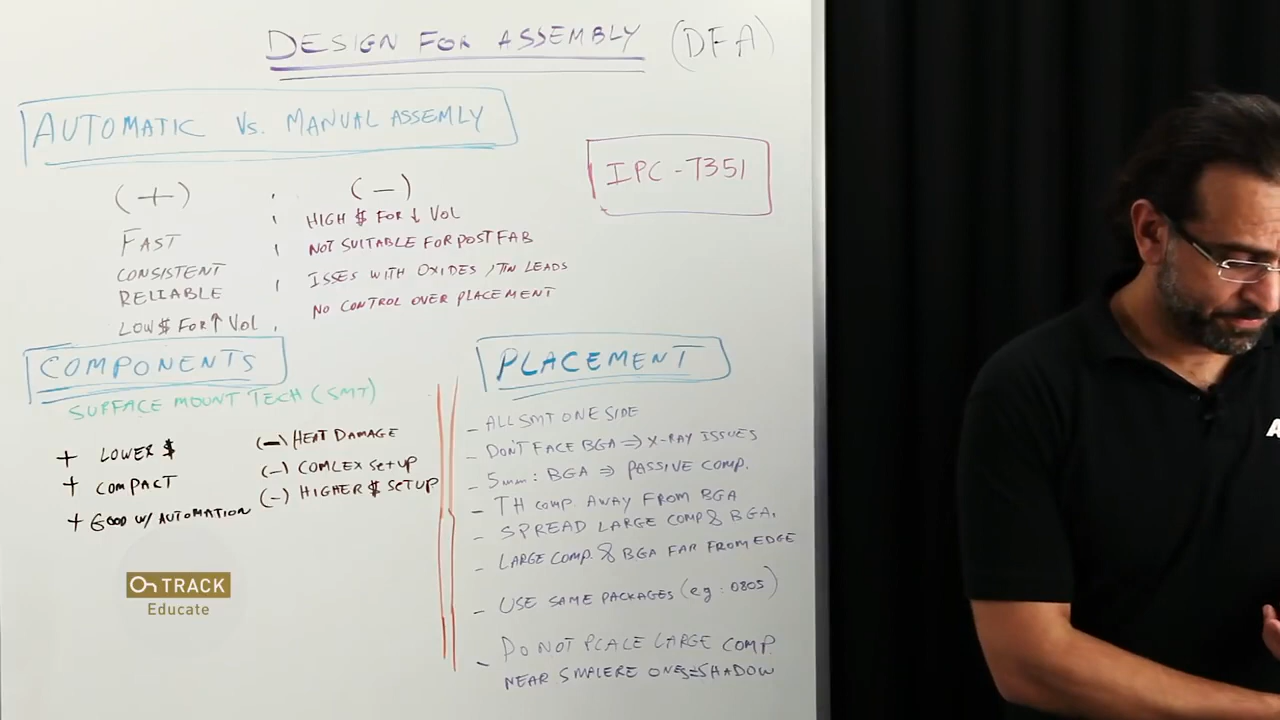 DESIGN FOR ASSEMBLY (DFA)
AUTOMATIC Vs. MANUAL ASSEMLY
IPC-7351
(+)
(-)
FAST
CONSISTENT
RELIABLE
LOW $ FOR ↑ VOL
HIGH $ FOR ↓ VOL
NOT SUITABLE FOR POST FAB
ISSES WITH OXIDES / TIN LEADS
NO CONTROL OVER PLACEMENT
COMPONENTS
SURFACE MOUNT TECH (SMT)
+ LOWER $
+ COMPACT
+ GOOD W/ AUTOMATION
(-) HEAT DAMAGE
(-) COMLEX SETUP
(-) HIGHER $ SETUP
PLACEMENT
- ALL SMT ONE SIDE
- DON'T FACE BGA ⇒ X-RAY ISSUES
- 5mm: BGA ⇒ PASSIVE COMP.
- TH COMP. AWAY FROM BGA
- SPREAD LARGE COMP & BGA.
- LARGE COMP. & BGA FAR FROM EDGE
- USE SAME PACKAGES (eg: 0805)
- DO NOT PCALE LARGE COMP.
NEAR SMALERE ONES ⇒ SHADOW
OnTRACK
Educate
A